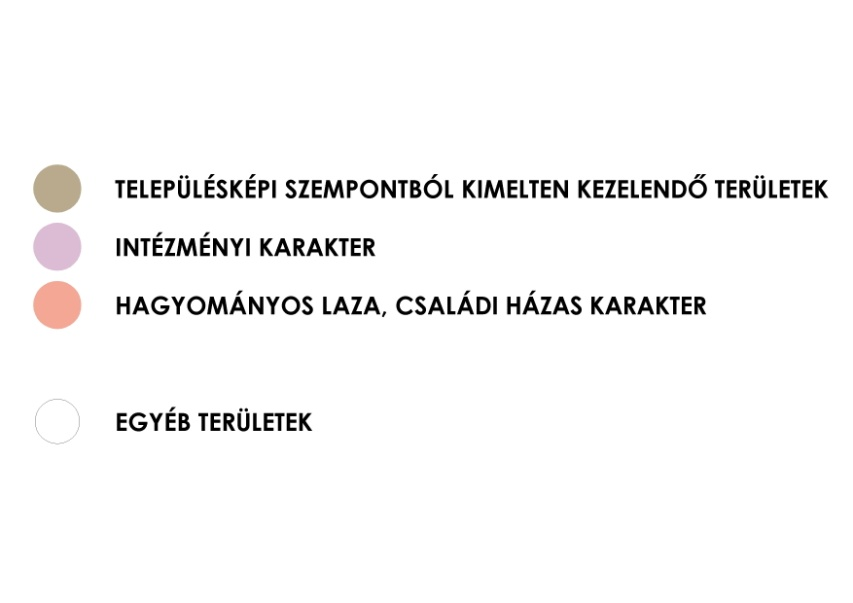 TELEPÜLÉSKÉPI SZEMPONTBÓL KIMELTEN KEZELENDŐ TERÜLETEK
INTÉZMÉNYI KARAKTER
HAGYOMÁNYOS LAZA, CSALÁDI HÁZAS KARAKTER
EGYÉB TERÜLETEK